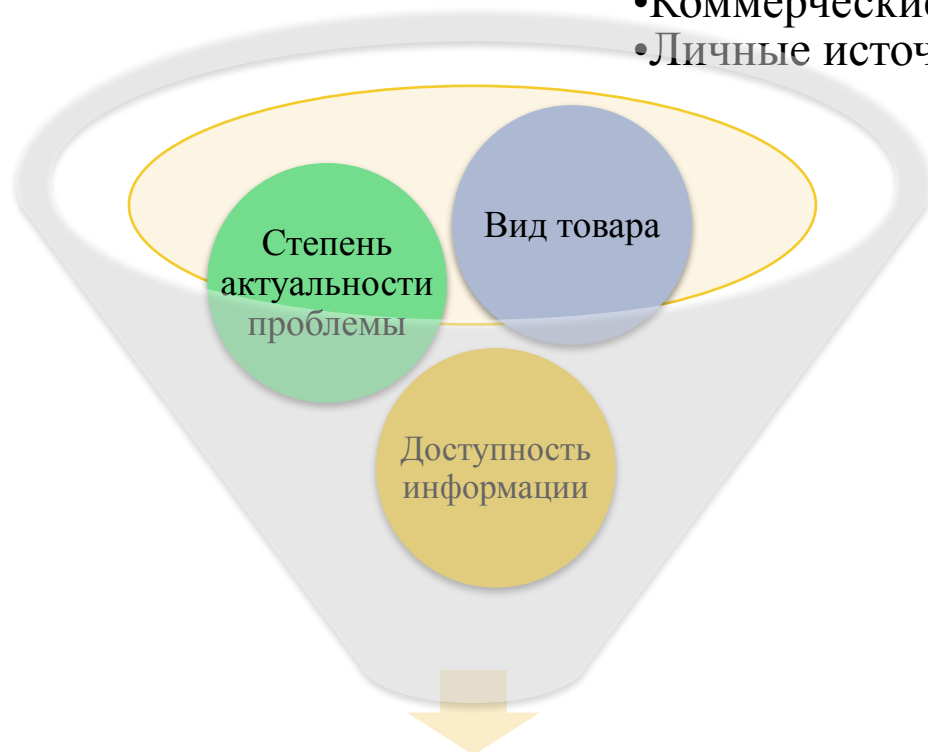 •Коммерческие
•Личные источ
Степень
актуальности
проблемы
Вид товара
Доступность
информации